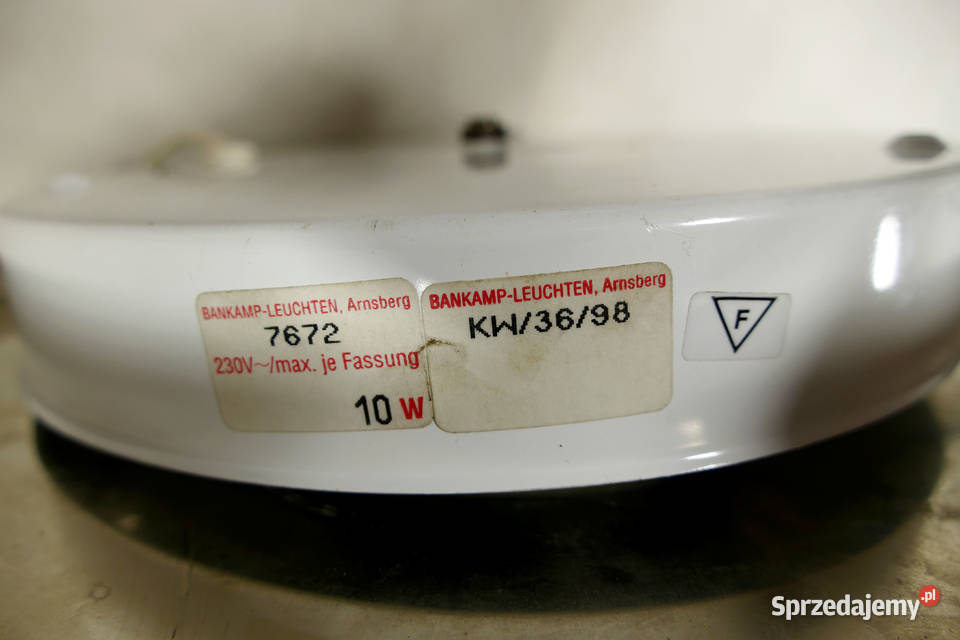 BANKAMP-LEUCHTEN, Arnsberg
7672
230V~/max. je Fassung
10 W
BANKAMP-LEUCHTEN, Arnsberg
KW/36/98
F
Sprzedajemy.pl